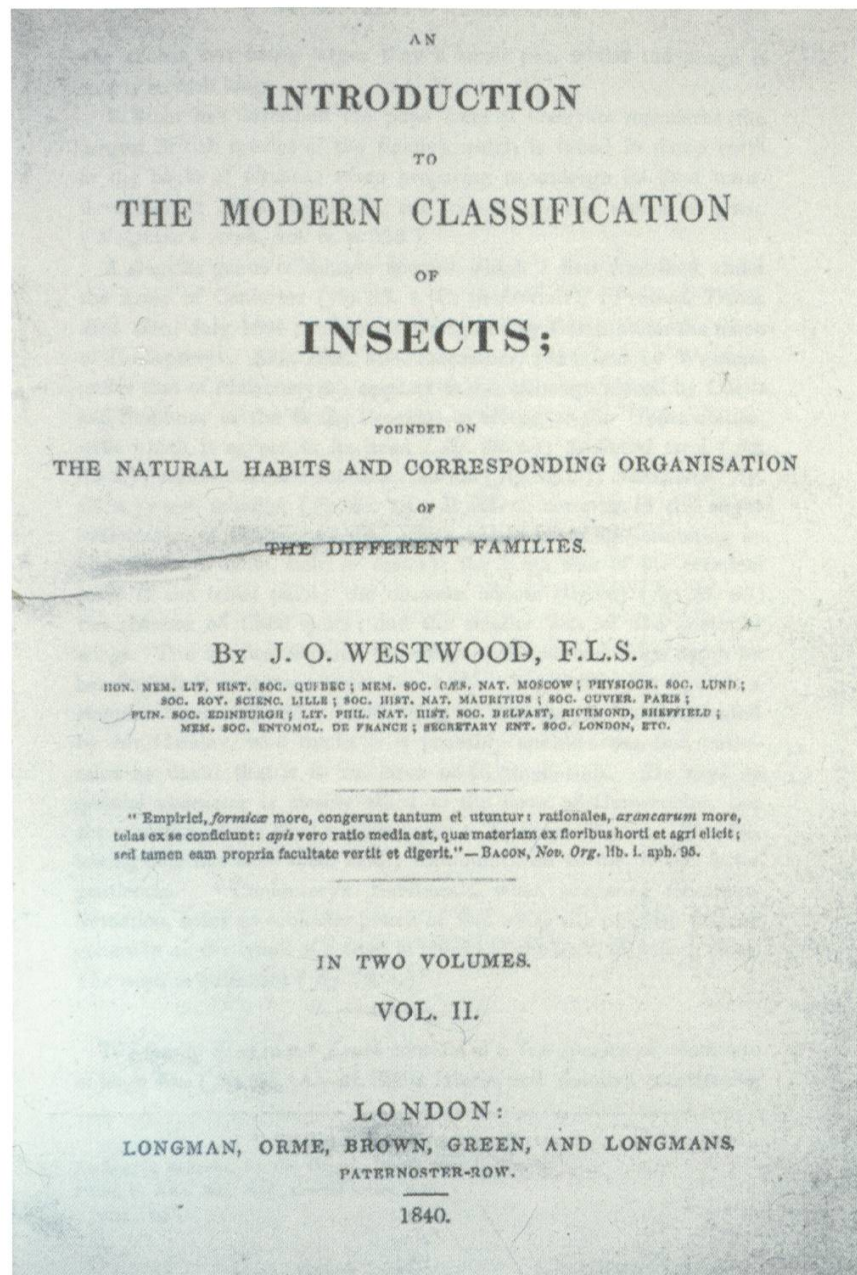 AN
INTRODUCTION
TO
THE MODERN CLASSIFICATION
OF
INSECTS;
FOUNDED ON
THE NATURAL HABITS AND CORRESPONDING ORGANISATION
OF
THE DIFFERENT FAMILIES.
BY J. O. WESTWOOD, F.L.S.
HON. MEM. LIT. HIST. SOC. QUEBEC; MEM. SOC. CÆS. NAT. MOSCOW; PHYSIOGR. SOC. LUND;
SOC. ROY. SCIENC. LILLE; SOC. HIST. NAT. MAURITIUS; SOC. CUVIER. PARIS;
PLIN. SOC. EDINBURGH; LIT. PHIL. NAT. HIST. SOC. BELFAST, RICHMOND, SHEFFIELD;
MEM. SOC. ENTOMOL. DE FRANCE; SECRETARY ENT. SOC. LONDON, ETC.
" Empirici, formicæ more, congerunt tantum et utuntur: rationales, aranearum more,
telas ex se conficiunt: apis vero ratio media est, quæ materiam ex floribus horti et agri elicit;
sed tamen eam propria facultate vertit et digerit."—BACON, Nov. Org. lib. i. aph. 95.
IN TWO VOLUMES.
VOL. II.
LONDON:
LONGMAN, ORME, BROWN, GREEN, AND LONGMANS,
PATERNOSTER-ROW.
1840.